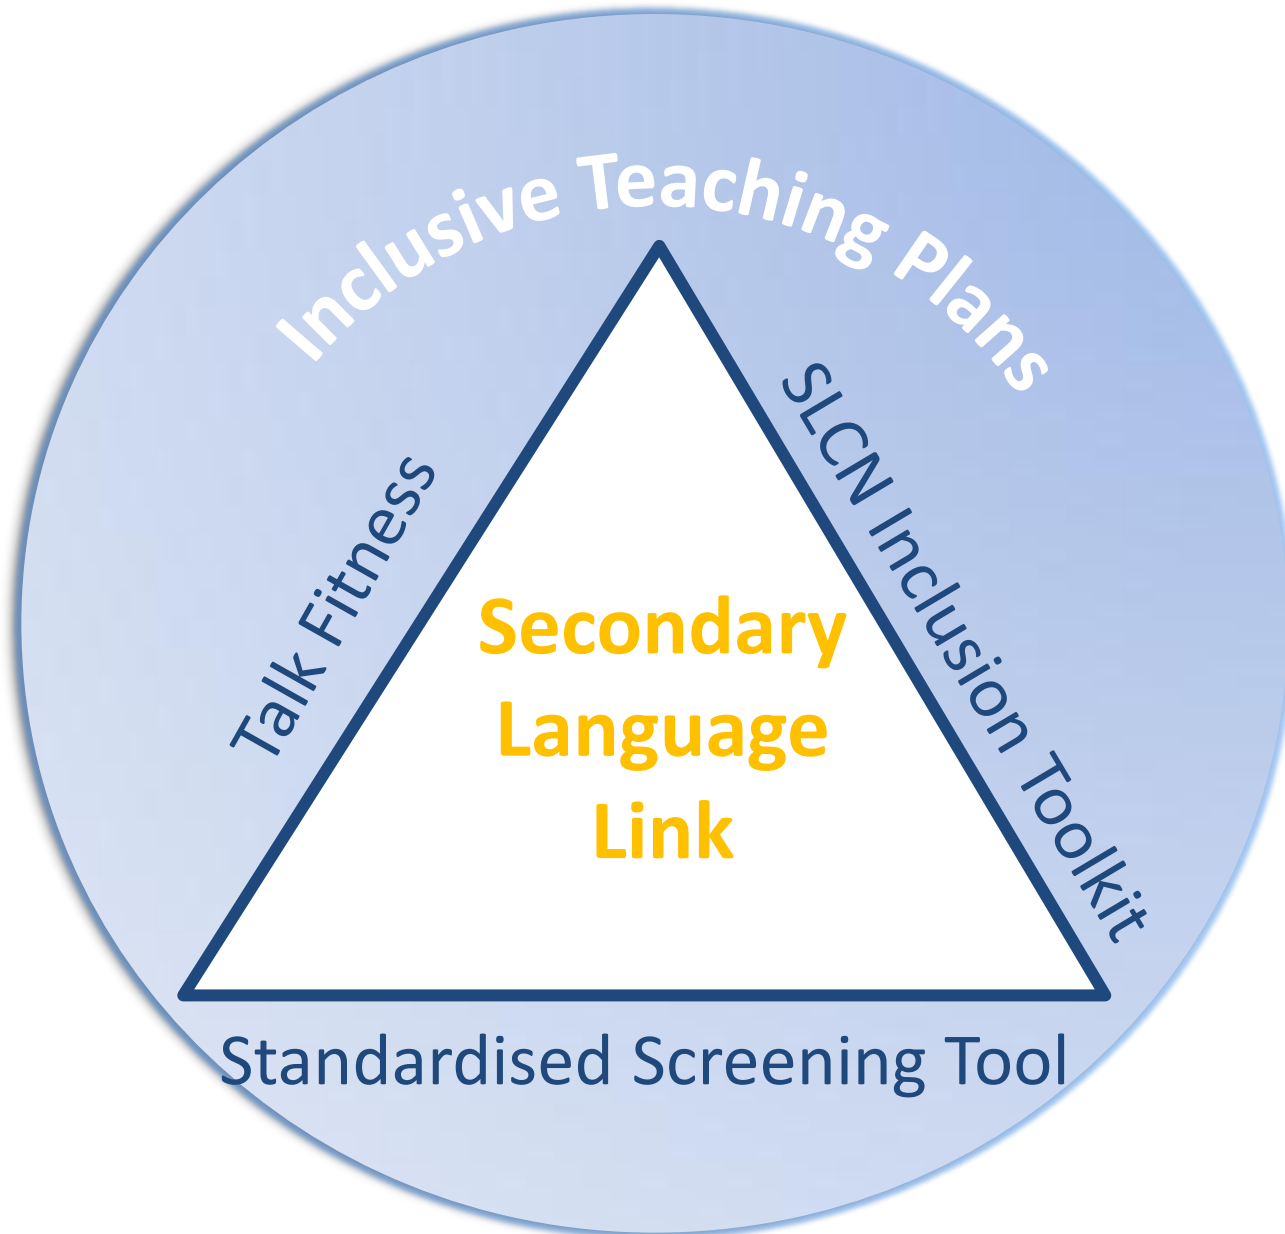 Inclusive Teaching Plans
Talk Fitness
SLCN Inclusion Toolkit
Secondary
Language
Link
Standardised Screening Tool